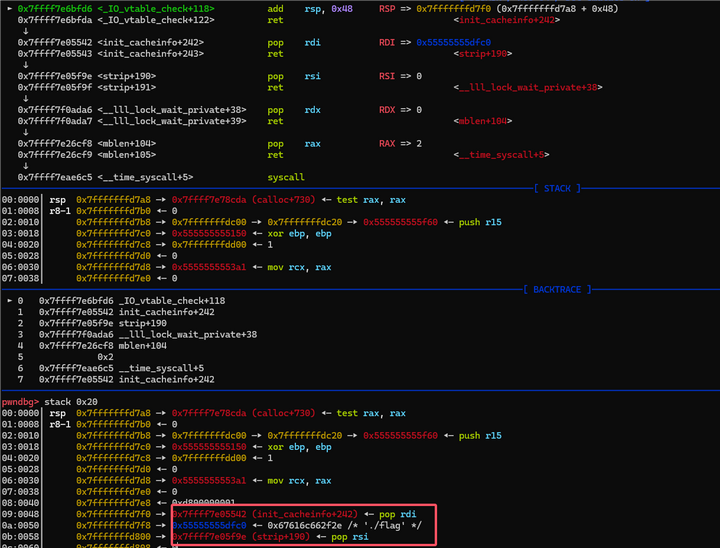 ► 0x7ffff7e6bfd6 <_IO_vtable_check+118> add rsp, 0x48 RSP => 0x7fffffffd7f0 (0x7fffffffd7a8 + 0x48)
0x7ffff7e6bfda <_IO_vtable_check+122> ret <init_cacheinfo+242>
↓
0x7ffff7e05542 <init_cacheinfo+242> pop rdi RDI => 0x55555555dfc0
0x7ffff7e05543 <init_cacheinfo+243> ret <strip+190>
↓
0x7ffff7e05f9e <strip+190> pop rsi RSI => 0
0x7ffff7e05f9f <strip+191> ret <__lll_lock_wait_private+38>
↓
0x7ffff7f0ada6 <__lll_lock_wait_private+38> pop rdx RDX => 0
0x7ffff7f0ada7 <__lll_lock_wait_private+39> ret <mblen+104>
↓
0x7ffff7e26cf8 <mblen+104> pop rax RAX => 2
0x7ffff7e26cf9 <mblen+105> ret <__time_syscall+5>
↓
0x7ffff7eae6c5 <__time_syscall+5> syscall
[ STACK ]
00:0000│ rsp 0x7fffffffd7a8 → 0x7ffff7e78cda (calloc+730) ← test rax, rax
01:0008│ r8-1 0x7fffffffd7b0 ← 0
02:0010│ 0x7fffffffd7b8 → 0x7fffffffdc00 → 0x7fffffffdc20 → 0x555555555f60 ← push r15
03:0018│ 0x7fffffffd7c0 → 0x555555555150 ← xor ebp, ebp
04:0020│ 0x7fffffffd7c8 → 0x7fffffffdd00 ← 1
05:0028│ 0x7fffffffd7d0 ← 0
06:0030│ 0x7fffffffd7d8 → 0x5555555553a1 ← mov rcx, rax
07:0038│ 0x7fffffffd7e0 ← 0
[ BACKTRACE ]
► 0 0x7ffff7e6bfd6 _IO_vtable_check+118
1 0x7ffff7e05542 init_cacheinfo+242
2 0x7ffff7e05f9e strip+190
3 0x7ffff7f0ada6 __lll_lock_wait_private+38
4 0x7ffff7e26cf8 mblen+104
5 0x2
6 0x7ffff7eae6c5 __time_syscall+5
7 0x7ffff7e05542 init_cacheinfo+242
pwndbg> stack 0x20
00:0000│ rsp 0x7fffffffd7a8 → 0x7ffff7e78cda (calloc+730) ← test rax, rax
01:0008│ r8-1 0x7fffffffd7b0 ← 0
02:0010│ 0x7fffffffd7b8 → 0x7fffffffdc00 → 0x7fffffffdc20 → 0x555555555f60 ← push r15
03:0018│ 0x7fffffffd7c0 → 0x555555555150 ← xor ebp, ebp
04:0020│ 0x7fffffffd7c8 → 0x7fffffffdd00 ← 1
05:0028│ 0x7fffffffd7d0 ← 0
06:0030│ 0x7fffffffd7d8 → 0x5555555553a1 ← mov rcx, rax
07:0038│ 0x7fffffffd7e0 ← 0
08:0040│ 0x7fffffffd7e8 ← 0xd800000001
09:0048│ 0x7fffffffd7f0 → 0x7ffff7e05542 (init_cacheinfo+242) ← pop rdi
0a:0050│ 0x7fffffffd7f8 → 0x55555555dfc0 ← 0x67616c662f2e /* './flag' */
0b:0058│ 0x7fffffffd800 → 0x7ffff7e05f9e (strip+190) ← pop rsi